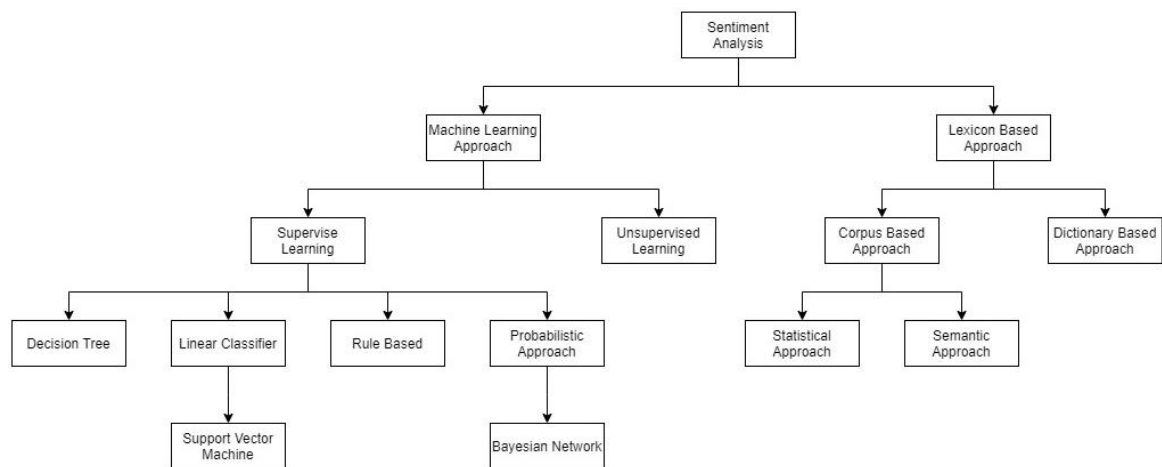 Sentiment
Analysis
Machine Learning
Approach
Lexicon Based
Approach
Supervise
Learning
Unsupervised
Learning
Corpus Based
Approach
Dictionary Based
Approach
Decision Tree
Linear Classifier
Rule Based
Probabilistic
Approach
Statistical
Approach
Semantic
Approach
Support Vector
Machine
Bayesian Network